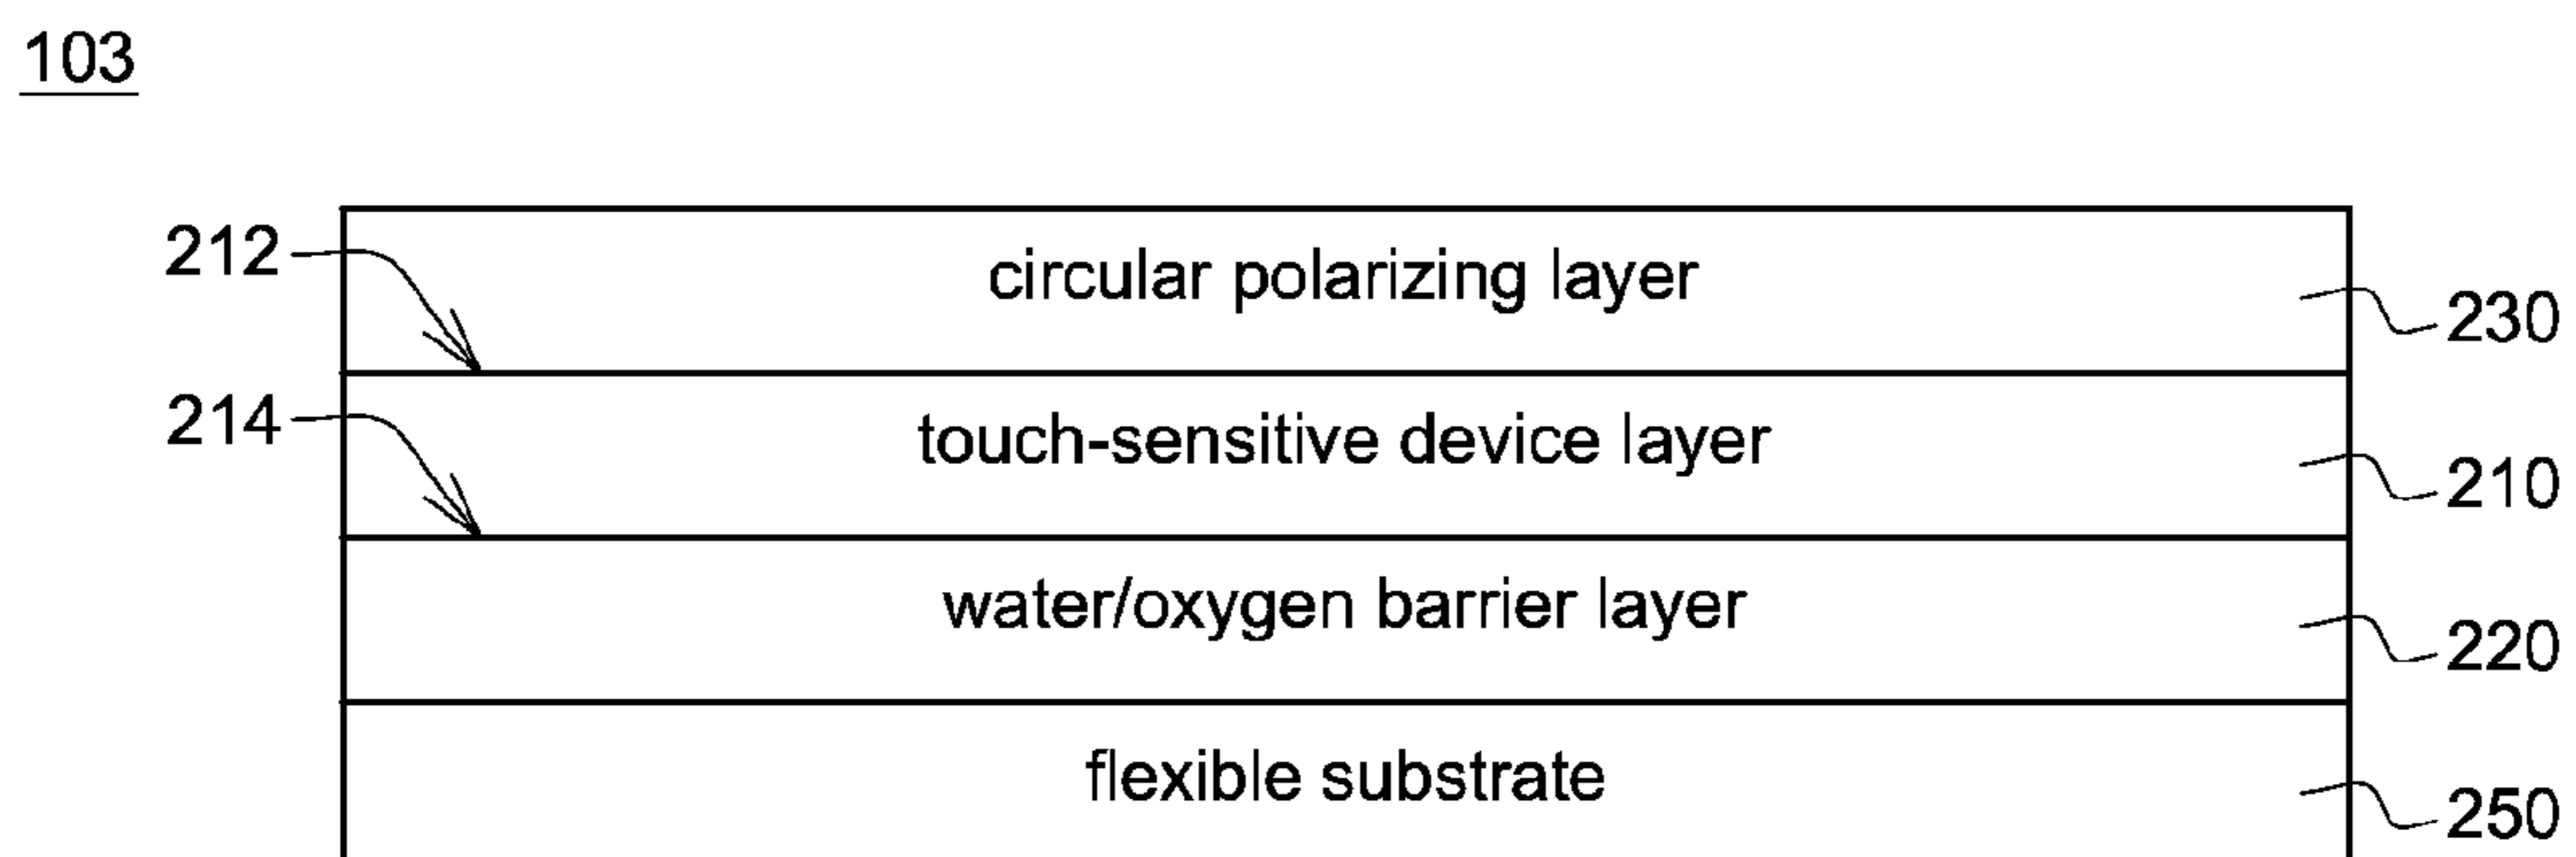 103
212
circular polarizing layer
230
214
touch-sensitive device layer
210
water/oxygen barrier layer
220
flexible substrate
250